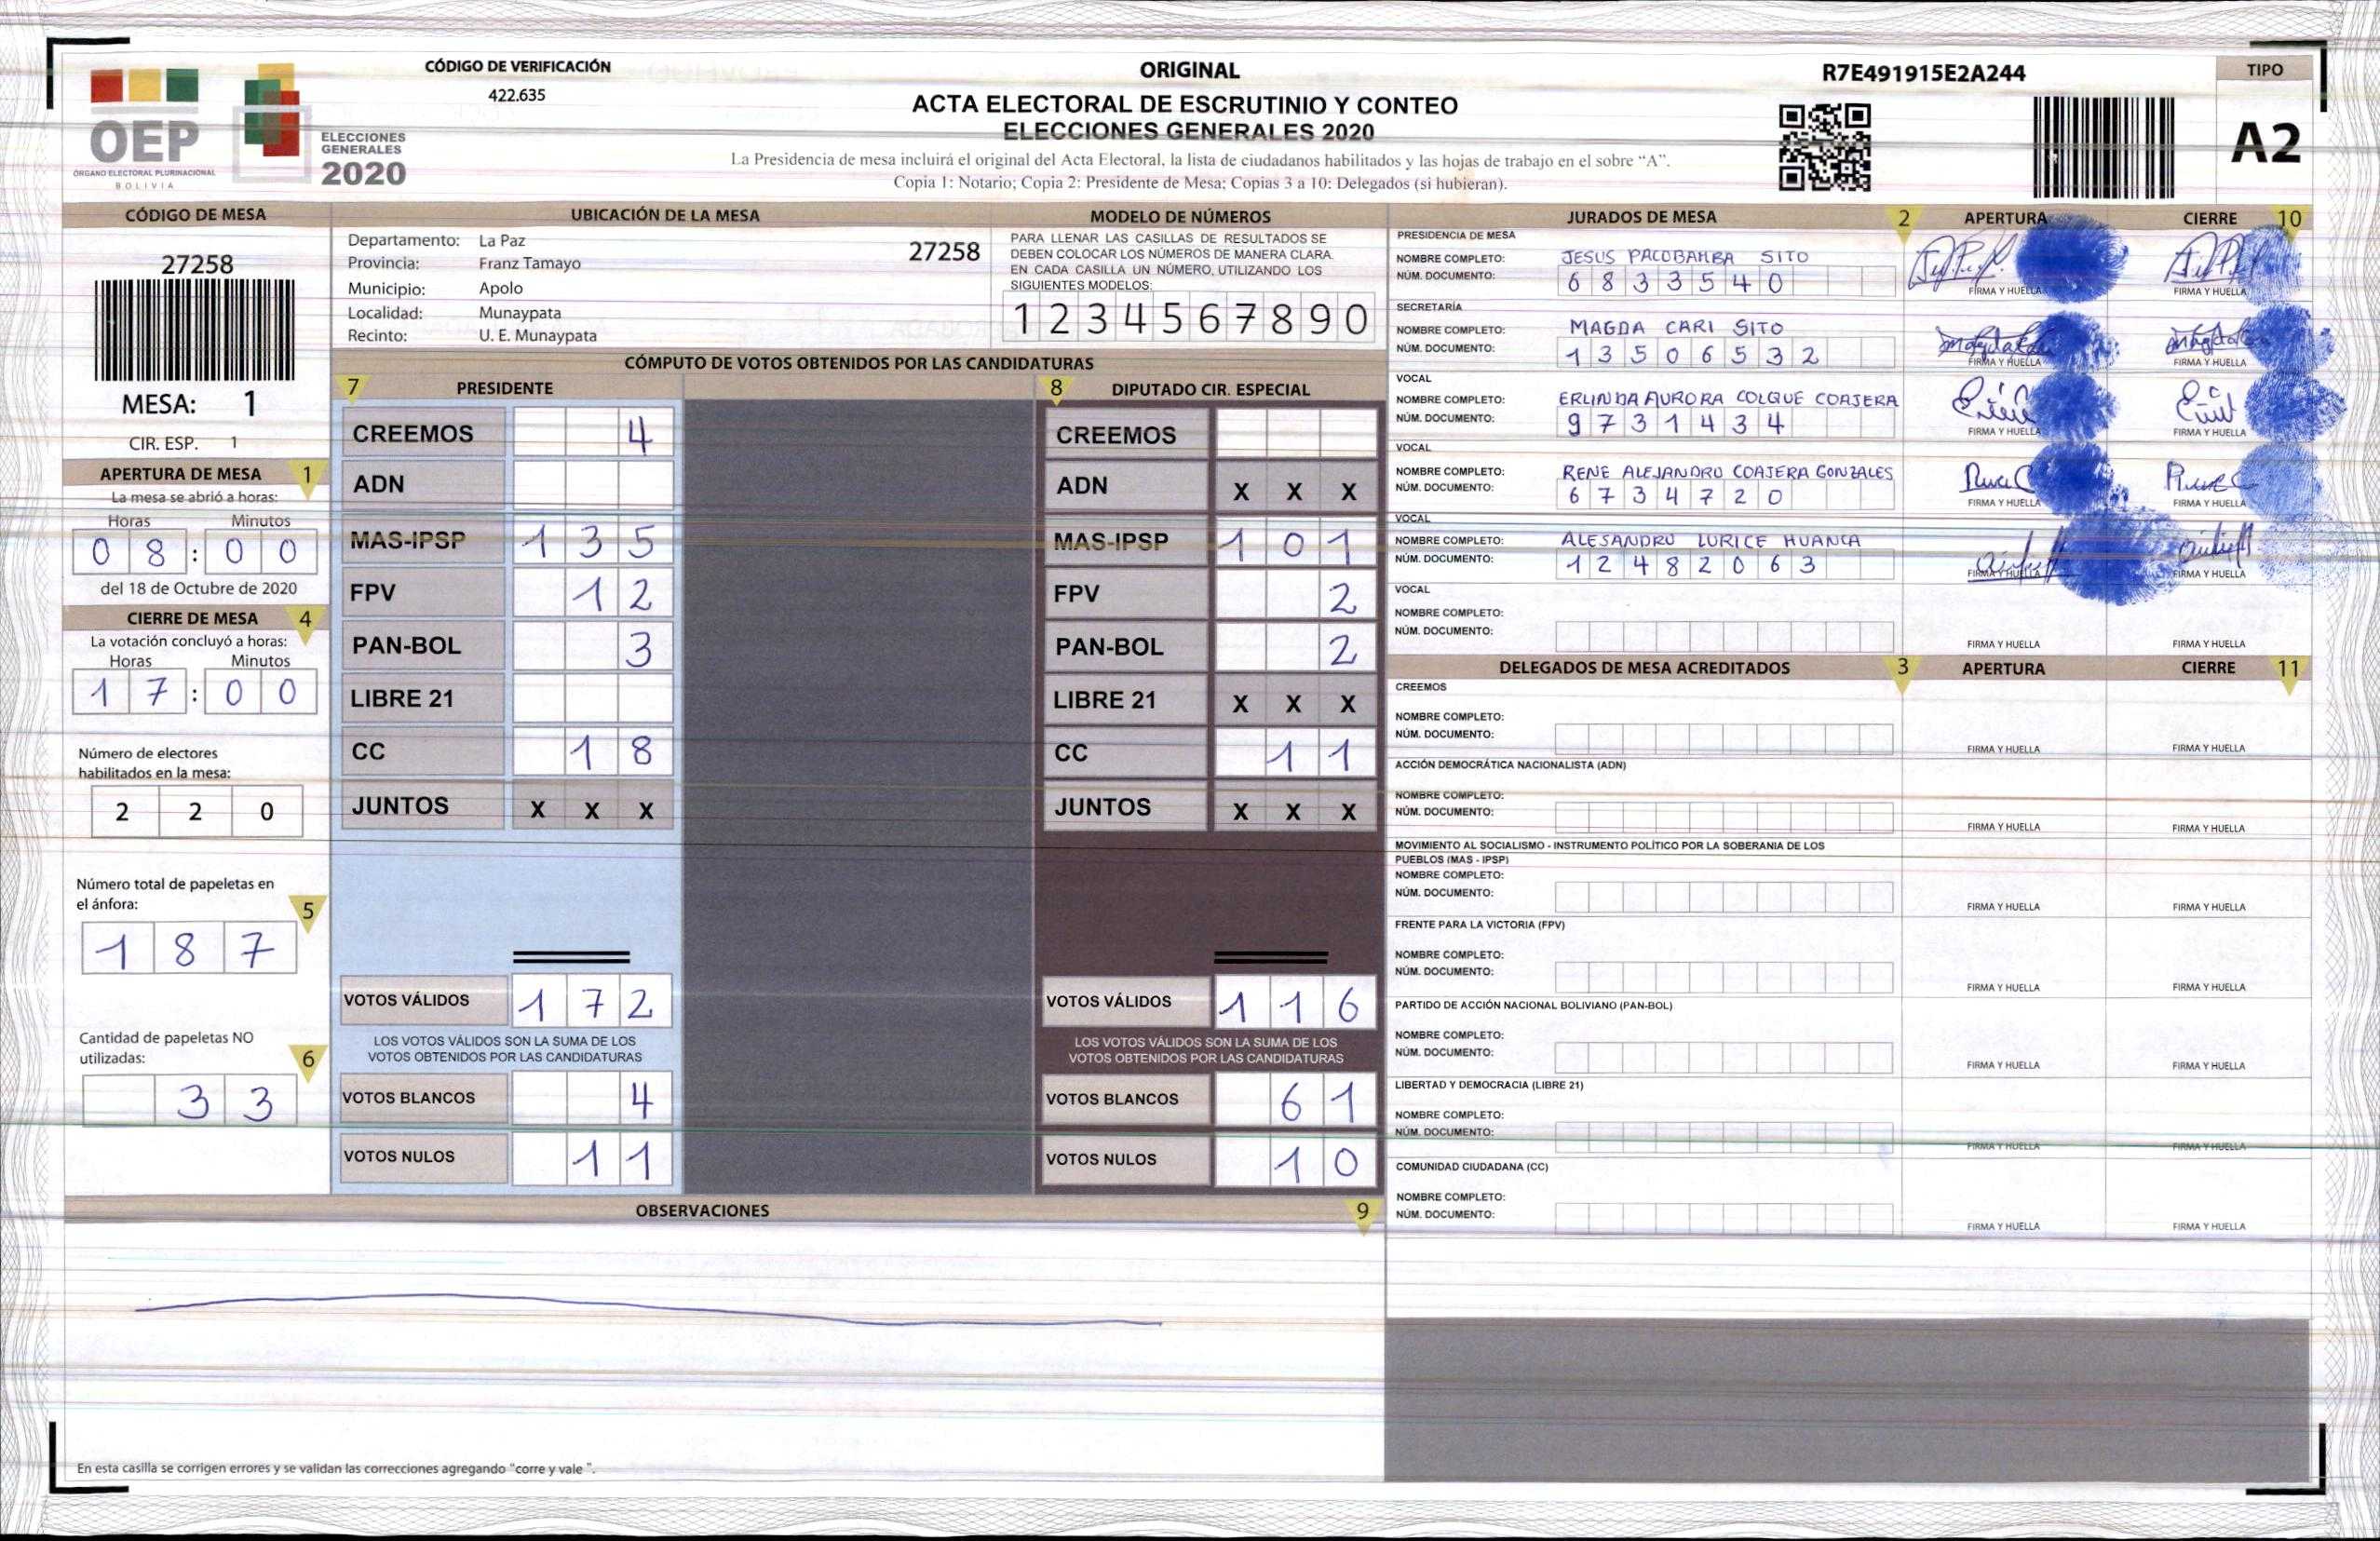 CÓDIGO DE VERIFICACIÓN
422.635
OEP
ÓRGANO ELECTORAL PLURINACIONAL
BOLIVIA
ELECCIONES
GENERALES
2020
ORIGINAL
ACTA ELECTORAL DE ESCRUTINIO Y CONTEO
ELECCIONES GENERALES 2020
La Presidencia de mesa incluirá el original del Acta Electoral, la lista de ciudadanos habilitados y las hojas de trabajo en el sobre “A”.
Copia 1: Notario; Copia 2: Presidente de Mesa; Copias 3 a 10: Delegados (si hubieran).
R7E491915E2A244
TIPO
A2
CÓDIGO DE MESA
27258
MESA: 1
CIR. ESP. 1
APERTURA DE MESA 1
La mesa se abrió a horas:
Horas Minutos
0 8 : 0 0
del 18 de Octubre de 2020
CIERRE DE MESA 4
La votación concluyó a horas:
Horas Minutos
1 7 : 0 0
Número de electores
habilitados en la mesa:
2 2 0
Número total de papeletas en
el ánfora: 5
1 8 7
Cantidad de papeletas NO
utilizadas: 6
3 3
UBICACIÓN DE LA MESA
Departamento: La Paz 27258
Provincia: Franz Tamayo
Municipio: Apolo
Localidad: Munaypata
Recinto: U. E. Munaypata
MODELO DE NÚMEROS
PARA LLENAR LAS CASILLAS DE RESULTADOS SE
DEBEN COLOCAR LOS NÚMEROS DE MANERA CLARA.
EN CADA CASILLA UN NÚMERO, UTILIZANDO LOS
SIGUIENTES MODELOS:
1 2 3 4 5 6 7 8 9 0
CÓMPUTO DE VOTOS OBTENIDOS POR LAS CANDIDATURAS
7 PRESIDENTE
CREEMOS 4
ADN
MAS-IPSP 1 3 5
FPV 1 2
PAN-BOL 3
LIBRE 21
CC 1 8
JUNTOS X X X
VOTOS VÁLIDOS 1 7 2
LOS VOTOS VÁLIDOS SON LA SUMA DE LOS
VOTOS OBTENIDOS POR LAS CANDIDATURAS
VOTOS BLANCOS 4
VOTOS NULOS 1 1
8 DIPUTADO CIR. ESPECIAL
CREEMOS
ADN X X X
MAS-IPSP 1 0 1
FPV 2
PAN-BOL 2
LIBRE 21 X X X
CC 1 1
JUNTOS X X X
VOTOS VÁLIDOS 1 1 6
LOS VOTOS VÁLIDOS SON LA SUMA DE LOS
VOTOS OBTENIDOS POR LAS CANDIDATURAS
VOTOS BLANCOS 6 1
VOTOS NULOS 1 0
OBSERVACIONES 9
En esta casilla se corrigen errores y se validan las correcciones agregando “corre y vale ”.
JURADOS DE MESA 2 APERTURA CIERRE 10
PRESIDENCIA DE MESA
NOMBRE COMPLETO: JESUS PACOBAMBA SITO
NÚM. DOCUMENTO: 6 8 3 3 5 4 0
FIRMA Y HUELLA FIRMA Y HUELLA
SECRETARÍA
NOMBRE COMPLETO: MAGDA CARI SITO
NÚM. DOCUMENTO: 1 3 5 0 6 5 3 2
FIRMA Y HUELLA FIRMA Y HUELLA
VOCAL
NOMBRE COMPLETO: ERLINDA AURORA COLQUE COAJERA
NÚM. DOCUMENTO: 9 7 3 1 4 3 4
FIRMA Y HUELLA FIRMA Y HUELLA
VOCAL
NOMBRE COMPLETO: RENE ALEJANDRO COAJERA GONZALES
NÚM. DOCUMENTO: 6 7 3 4 7 2 0
FIRMA Y HUELLA FIRMA Y HUELLA
VOCAL
NOMBRE COMPLETO: ALESANDRO LURICE HUANCA
NÚM. DOCUMENTO: 1 2 4 8 2 0 6 3
FIRMA Y HUELLA FIRMA Y HUELLA
VOCAL
NOMBRE COMPLETO:
NÚM. DOCUMENTO:
FIRMA Y HUELLA FIRMA Y HUELLA
DELEGADOS DE MESA ACREDITADOS 3 APERTURA CIERRE 11
CREEMOS
NOMBRE COMPLETO:
NÚM. DOCUMENTO:
FIRMA Y HUELLA FIRMA Y HUELLA
ACCIÓN DEMOCRÁTICA NACIONALISTA (ADN)
NOMBRE COMPLETO:
NÚM. DOCUMENTO:
FIRMA Y HUELLA FIRMA Y HUELLA
MOVIMIENTO AL SOCIALISMO - INSTRUMENTO POLÍTICO POR LA SOBERANIA DE LOS
PUEBLOS (MAS - IPSP)
NOMBRE COMPLETO:
NÚM. DOCUMENTO:
FIRMA Y HUELLA FIRMA Y HUELLA
FRENTE PARA LA VICTORIA (FPV)
NOMBRE COMPLETO:
NÚM. DOCUMENTO:
FIRMA Y HUELLA FIRMA Y HUELLA
PARTIDO DE ACCIÓN NACIONAL BOLIVIANO (PAN-BOL)
NOMBRE COMPLETO:
NÚM. DOCUMENTO:
FIRMA Y HUELLA FIRMA Y HUELLA
LIBERTAD Y DEMOCRACIA (LIBRE 21)
NOMBRE COMPLETO:
NÚM. DOCUMENTO:
FIRMA Y HUELLA FIRMA Y HUELLA
COMUNIDAD CIUDADANA (CC)
NOMBRE COMPLETO:
NÚM. DOCUMENTO:
FIRMA Y HUELLA FIRMA Y HUELLA